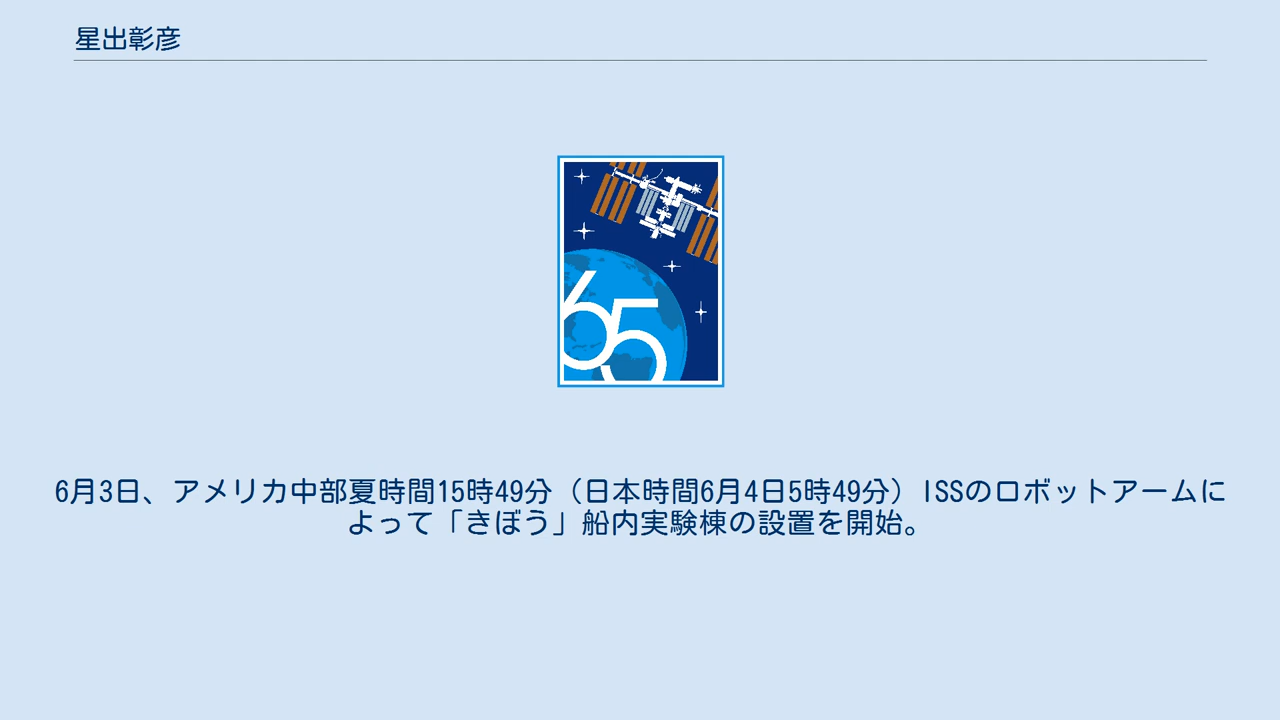 星出彰彦
65
6月3日、アメリカ中部夏時間15時49分（日本時間6月4日5時49分）ISSのロボットアームに
よって「きぼう」船内実験棟の設置を開始。